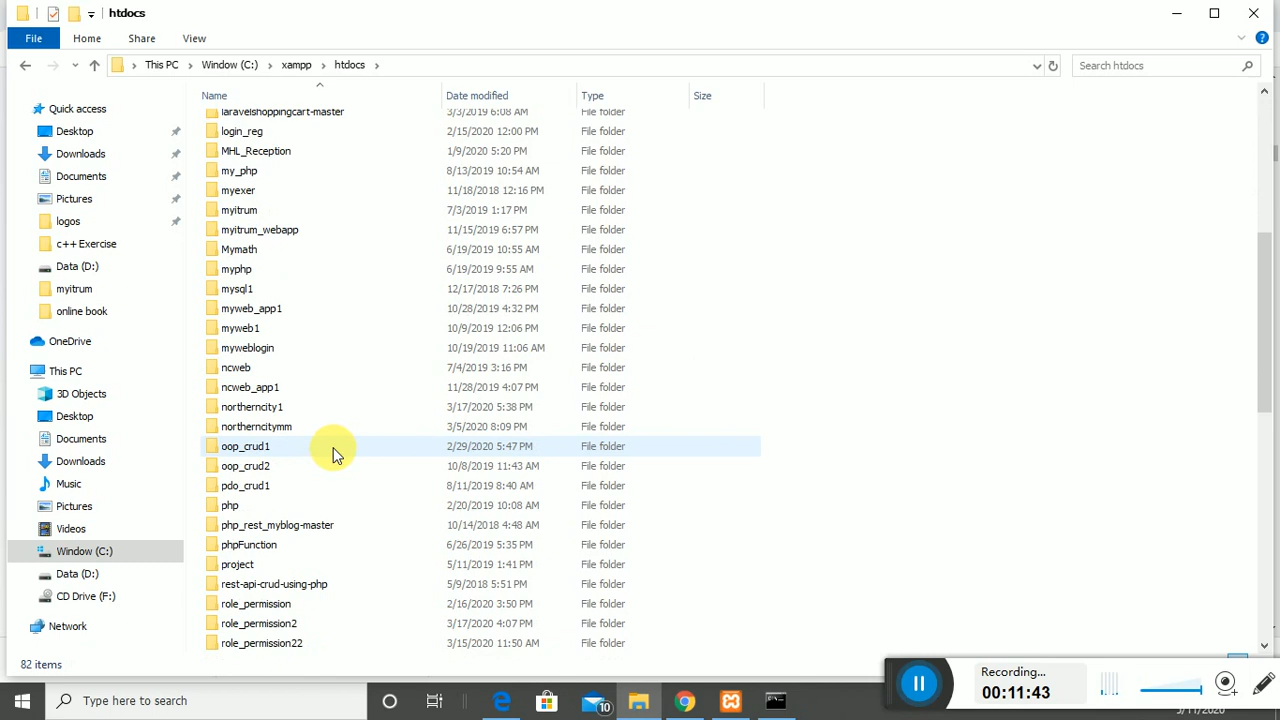 htdocs
File Home Share View
This PC Window (C:) xampp htdocs
Search htdocs
Name Date modified Type Size
Quick access
Desktop
Downloads
Documents
Pictures
logos
c++ Exercise
Data (D:)
myitrum
online book
OneDrive
This PC
3D Objects
Desktop
Documents
Downloads
Music
Pictures
Videos
Window (C:)
Data (D:)
CD Drive (F:)
Network
laravelshoppingcart-master 3/3/2019 6:08 AM File folder
login_reg 2/15/2020 12:00 PM File folder
MHL_Reception 1/9/2020 5:20 PM File folder
my_php 8/13/2019 10:54 AM File folder
myexer 11/18/2018 12:16 PM File folder
myitrum 7/3/2019 1:17 PM File folder
myitrum_webapp 11/15/2019 6:57 PM File folder
Mymath 6/19/2019 10:55 AM File folder
myphp 6/19/2019 9:55 AM File folder
mysql1 12/17/2018 7:26 PM File folder
myweb_app1 10/28/2019 4:32 PM File folder
myweb1 10/9/2019 12:06 PM File folder
myweblogin 10/19/2019 11:06 AM File folder
ncweb 7/4/2019 3:16 PM File folder
ncweb_app1 11/28/2019 4:07 PM File folder
northerncity1 3/17/2020 5:38 PM File folder
northerncitymm 3/5/2020 8:09 PM File folder
oop_crud1 2/29/2020 5:47 PM File folder
oop_crud2 10/8/2019 11:43 AM File folder
pdo_crud1 8/11/2019 8:40 AM File folder
php 2/20/2019 10:08 AM File folder
php_rest_myblog-master 10/14/2018 4:48 AM File folder
phpFunction 6/26/2019 5:35 PM File folder
project 5/11/2019 1:41 PM File folder
rest-api-crud-using-php 5/9/2018 5:51 PM File folder
role_permission 2/16/2020 3:50 PM File folder
role_permission2 3/17/2020 4:07 PM File folder
role_permission22 3/15/2020 11:50 AM File folder
82 items
Recording...
00:11:43
Type here to search
10